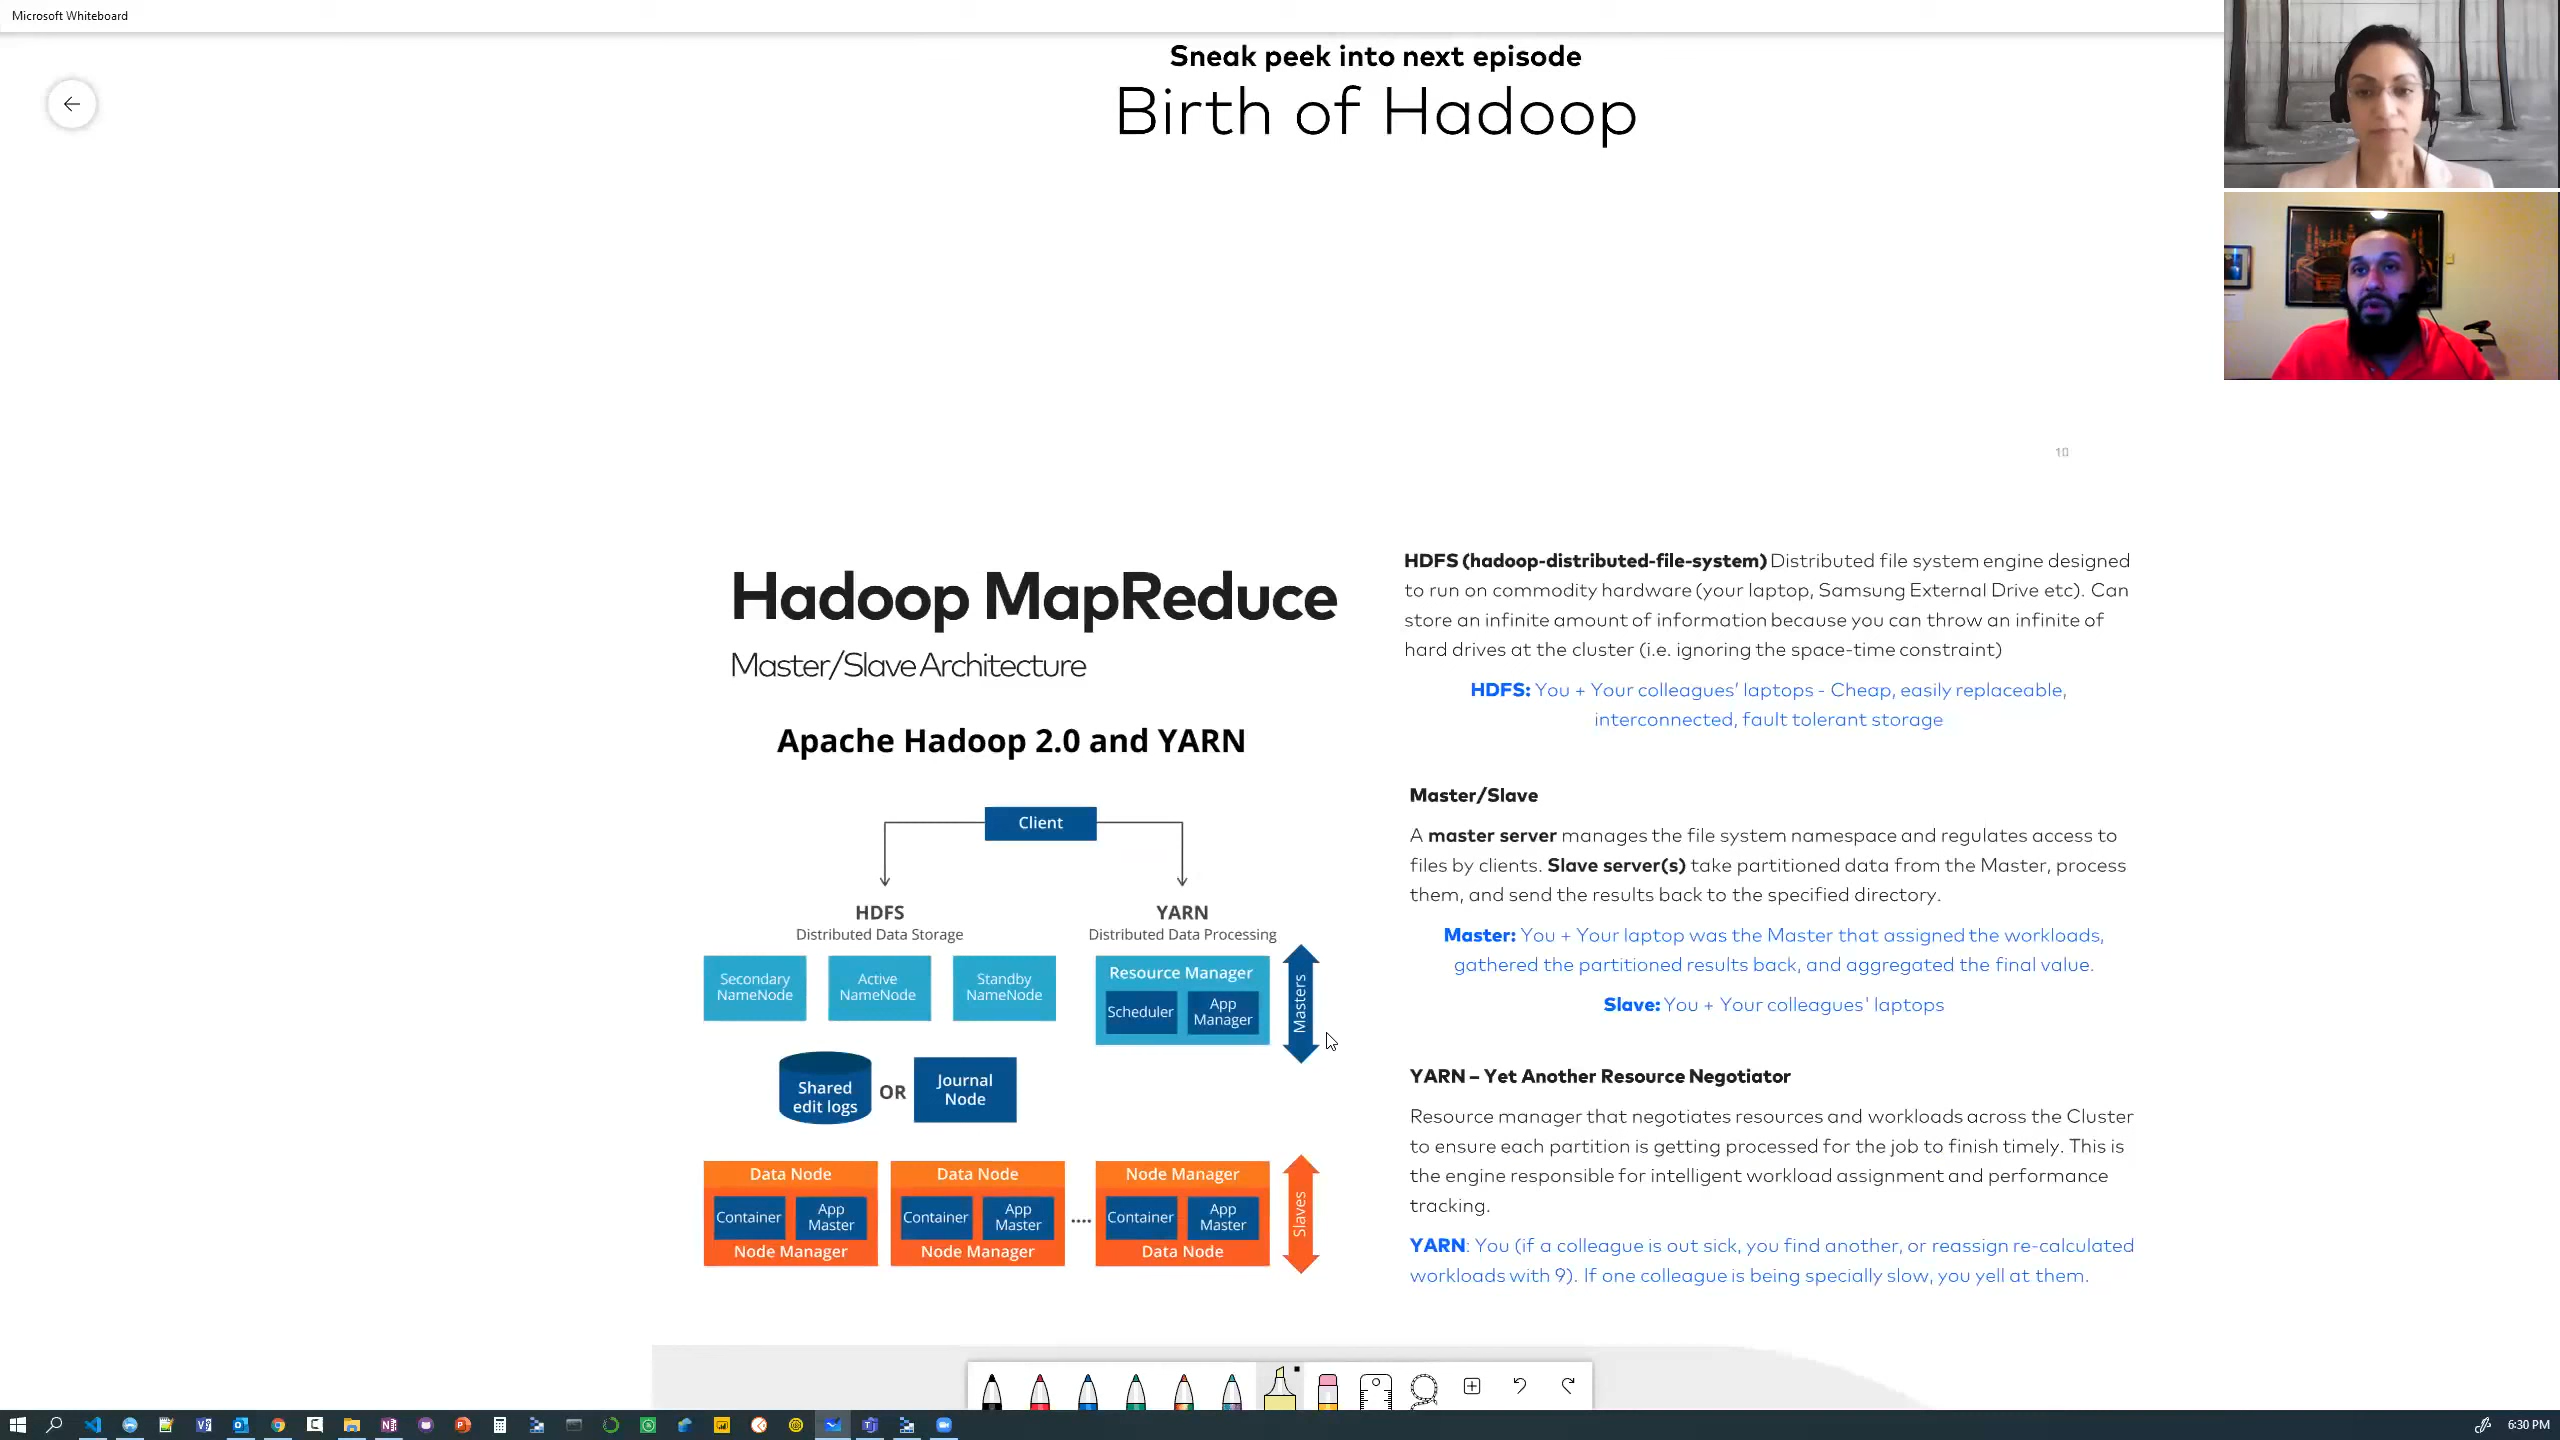 Microsoft Whiteboard
Sneak peek into next episode
Birth of Hadoop
10
Hadoop MapReduce
Master/Slave Architecture
Apache Hadoop 2.0 and YARN
Client
HDFS
Distributed Data Storage
YARN
Distributed Data Processing
Secondary
NameNode
Active
NameNode
Standby
NameNode
Resource Manager
Scheduler
App
Manager
Masters
Shared
edit logs
OR
Journal
Node
Data Node
Container
App
Master
Node Manager
Data Node
Container
App
Master
Node Manager
....
Node Manager
Container
App
Master
Data Node
Slaves
HDFS (hadoop-distributed-file-system) Distributed file system engine designed
to run on commodity hardware (your laptop, Samsung External Drive etc). Can
store an infinite amount of information because you can throw an infinite of
hard drives at the cluster (i.e. ignoring the space-time constraint)
HDFS: You + Your colleagues’ laptops - Cheap, easily replaceable,
interconnected, fault tolerant storage
Master/Slave
A master server manages the file system namespace and regulates access to
files by clients. Slave server(s) take partitioned data from the Master, process
them, and send the results back to the specified directory.
Master: You + Your laptop was the Master that assigned the workloads,
gathered the partitioned results back, and aggregated the final value.
Slave: You + Your colleagues' laptops
YARN – Yet Another Resource Negotiator
Resource manager that negotiates resources and workloads across the Cluster
to ensure each partition is getting processed for the job to finish timely. This is
the engine responsible for intelligent workload assignment and performance
tracking.
YARN: You (if a colleague is out sick, you find another, or reassign re-calculated
workloads with 9). If one colleague is being specially slow, you yell at them.
6:30 PM